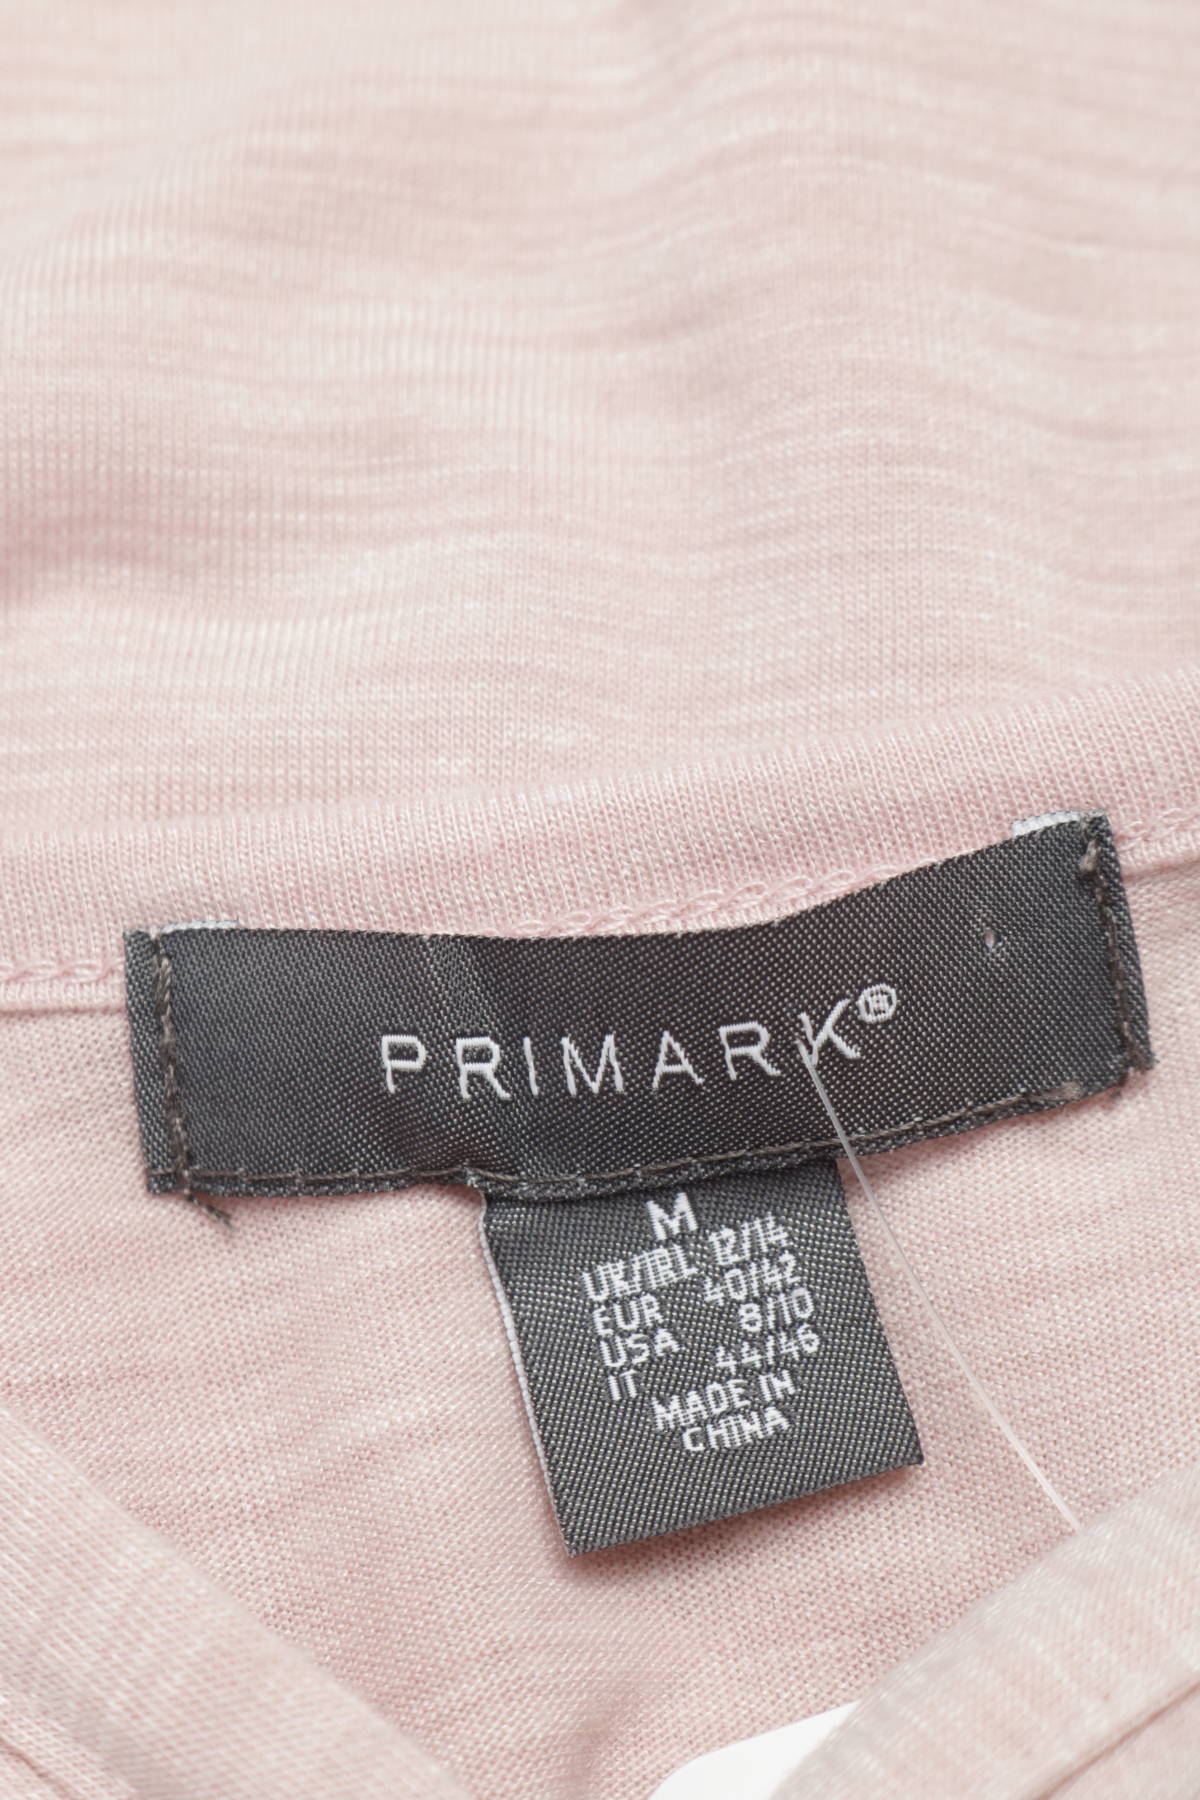 PRIMARK®
M
UK/IRL 12/14
EUR 40/42
USA 8/10
IT 44/46
MADE IN
CHINA